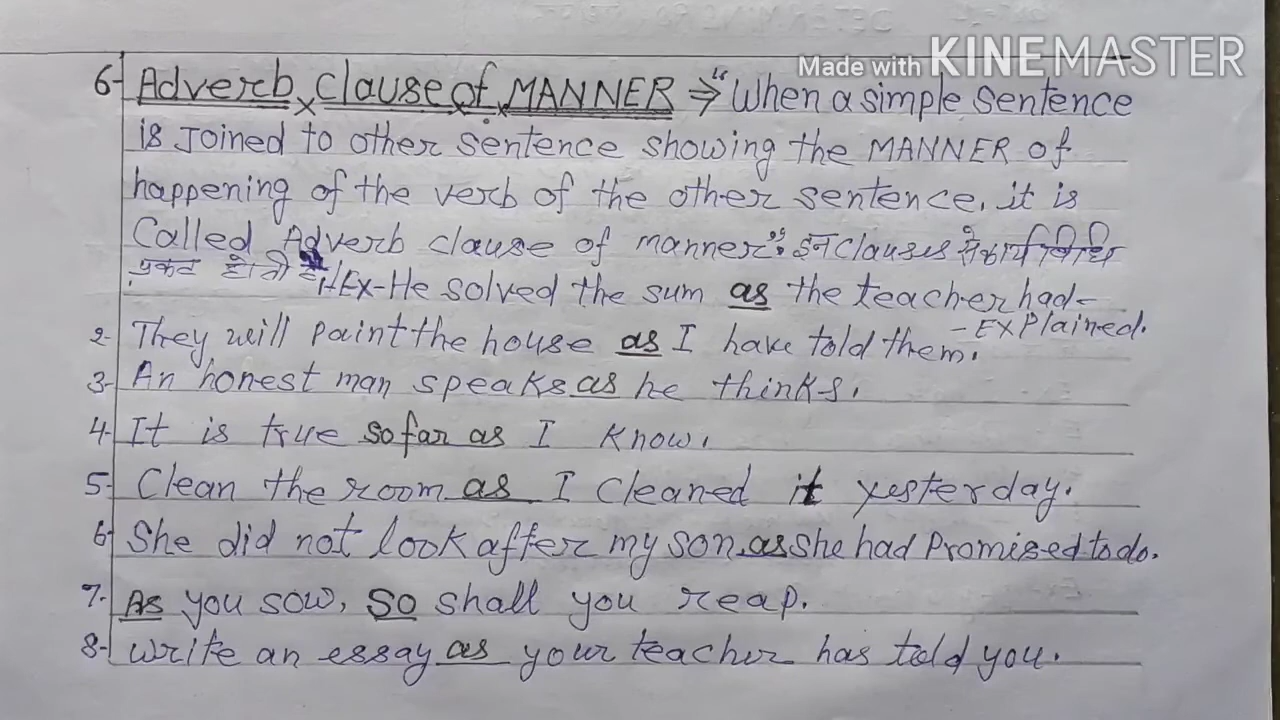 Made with KINEMASTER
6- Adverb clause of MANNER ⇒ "When a simple sentence
is Joined to other sentence showing the MANNER of
happening of the verb of the other sentence. it is
Called Adverb clause of manner". इन Clauses से कार्य विधि
प्रकट होती है। 1- Ex- He solved the sum as the teacher had-
- Explained.
2- They will paint the house as I have told them.
3- An honest man speaks as he thinks.
4- It is true so far as I know.
5- Clean the room as I cleaned it yesterday.
6- She did not look after my son as she had Promised to do.
7- As you sow, so shall you reap.
8- Write an essay as your teacher has told you.